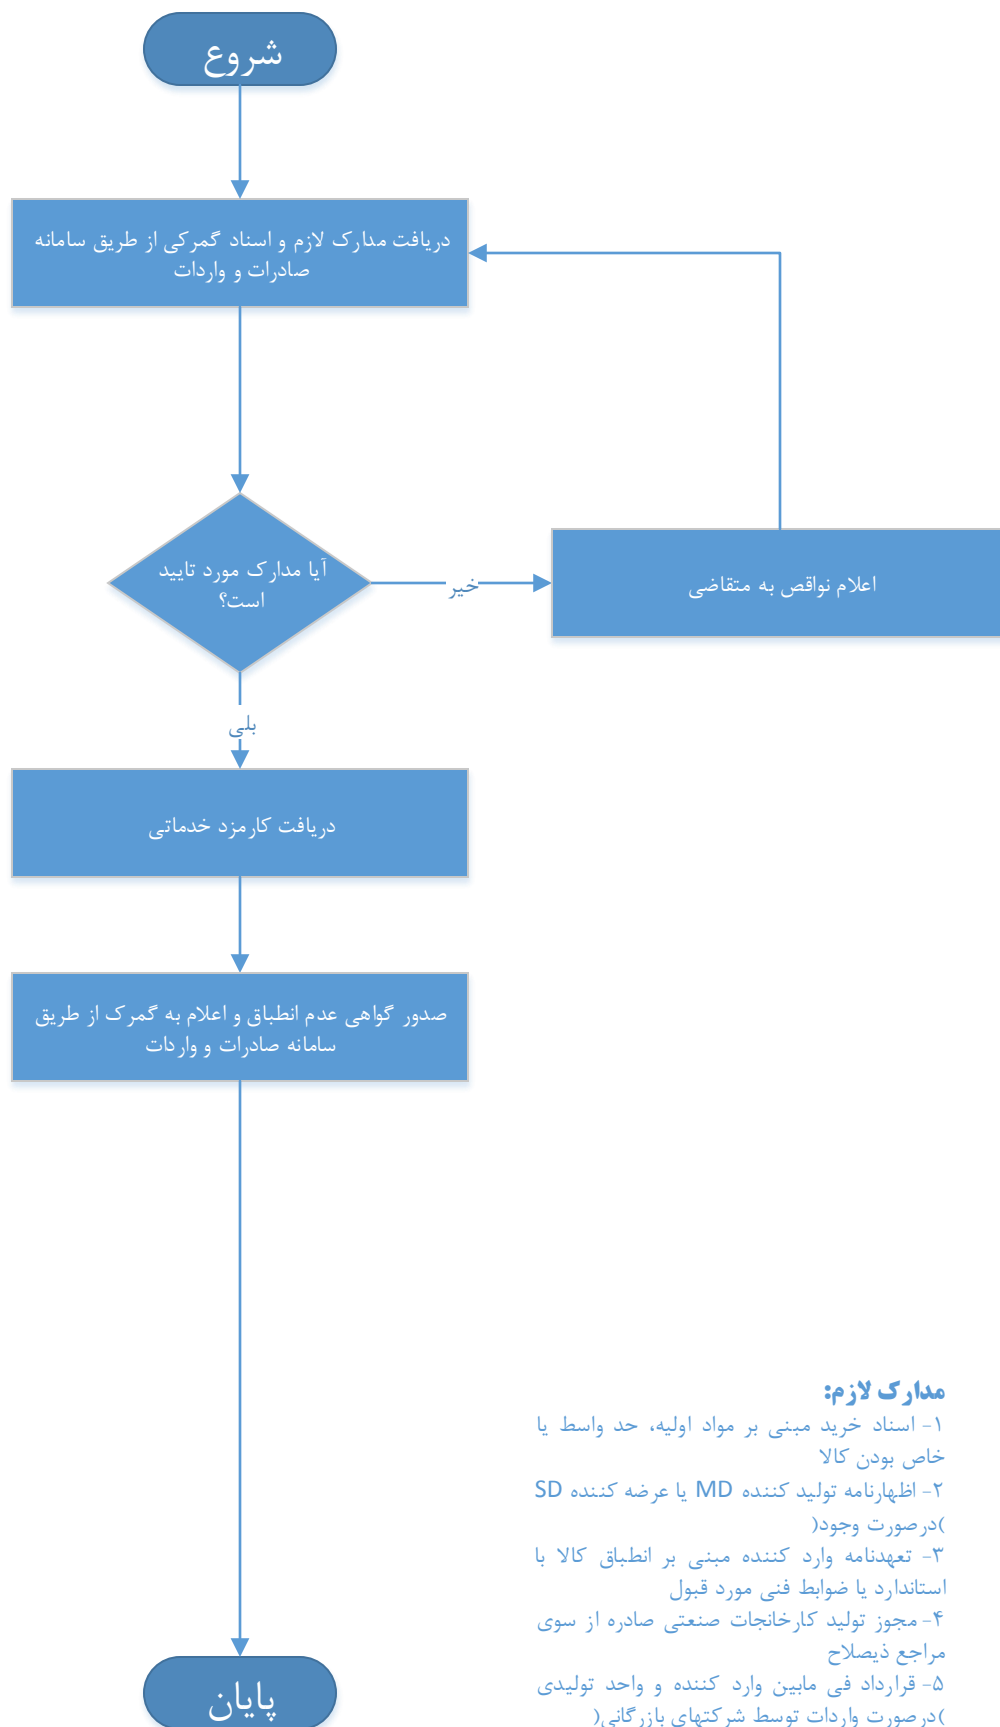 شروع
دریافت مدارک لازم و اسناد گمرکی از طریق سامانه
صادرات و واردات
آیا مدارک مورد تایید
است؟
خیر
اعلام نواقص به متقاضی
بلی
دریافت کارمزد خدماتی
صدور گواهی عدم انطباق و اعلام به گمرک از طریق
سامانه صادرات و واردات
مدارک لازم:
۱- اسناد خرید مبنی بر مواد اولیه، حد واسط یا
خاص بودن کالا
۲- اظهارنامه تولید کننده MD یا عرضه کننده SD
)درصورت وجود(
۳- تعهدنامه وارد کننده مبنی بر انطباق کالا با
استاندارد یا ضوابط فنی مورد قبول
۴- مجوز تولید کارخانجات صنعتی صادره از سوی
مراجع ذیصلاح
۵- قرارداد فی مابین وارد کننده و واحد تولیدی
)درصورت واردات توسط شرکتهای بازرگانی(
پایان